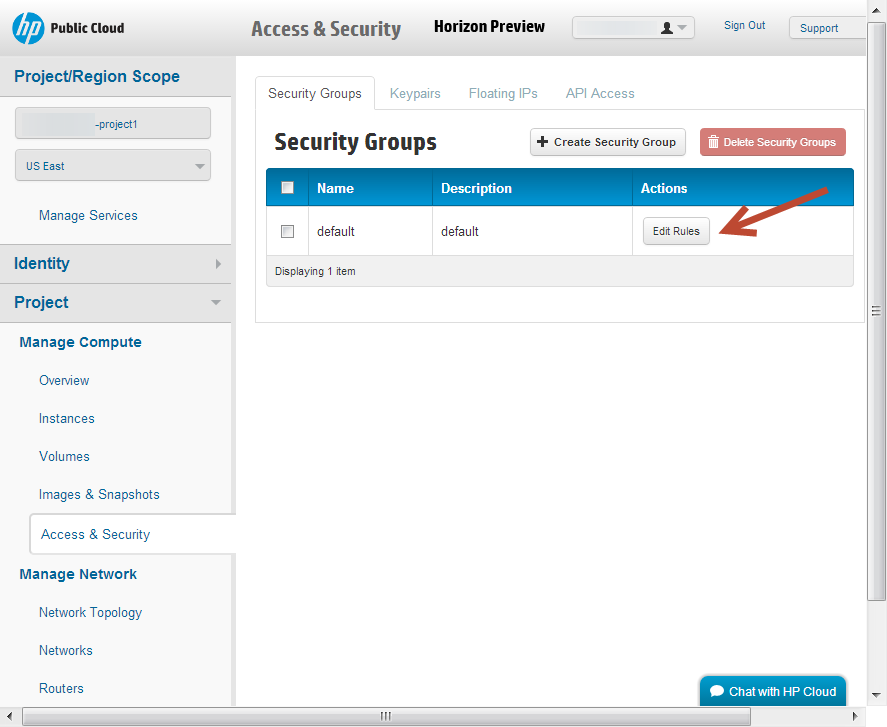 hp Public Cloud
Access & Security
Horizon Preview
Sign Out
Support
Project/Region Scope
-project1
US East
Manage Services
Identity
Project
Manage Compute
Overview
Instances
Volumes
Images & Snapshots
Access & Security
Manage Network
Network Topology
Networks
Routers
Security Groups Keypairs Floating IPs API Access
Security Groups
Create Security Group
Delete Security Groups
Name Description Actions
default default Edit Rules
Displaying 1 item
Chat with HP Cloud